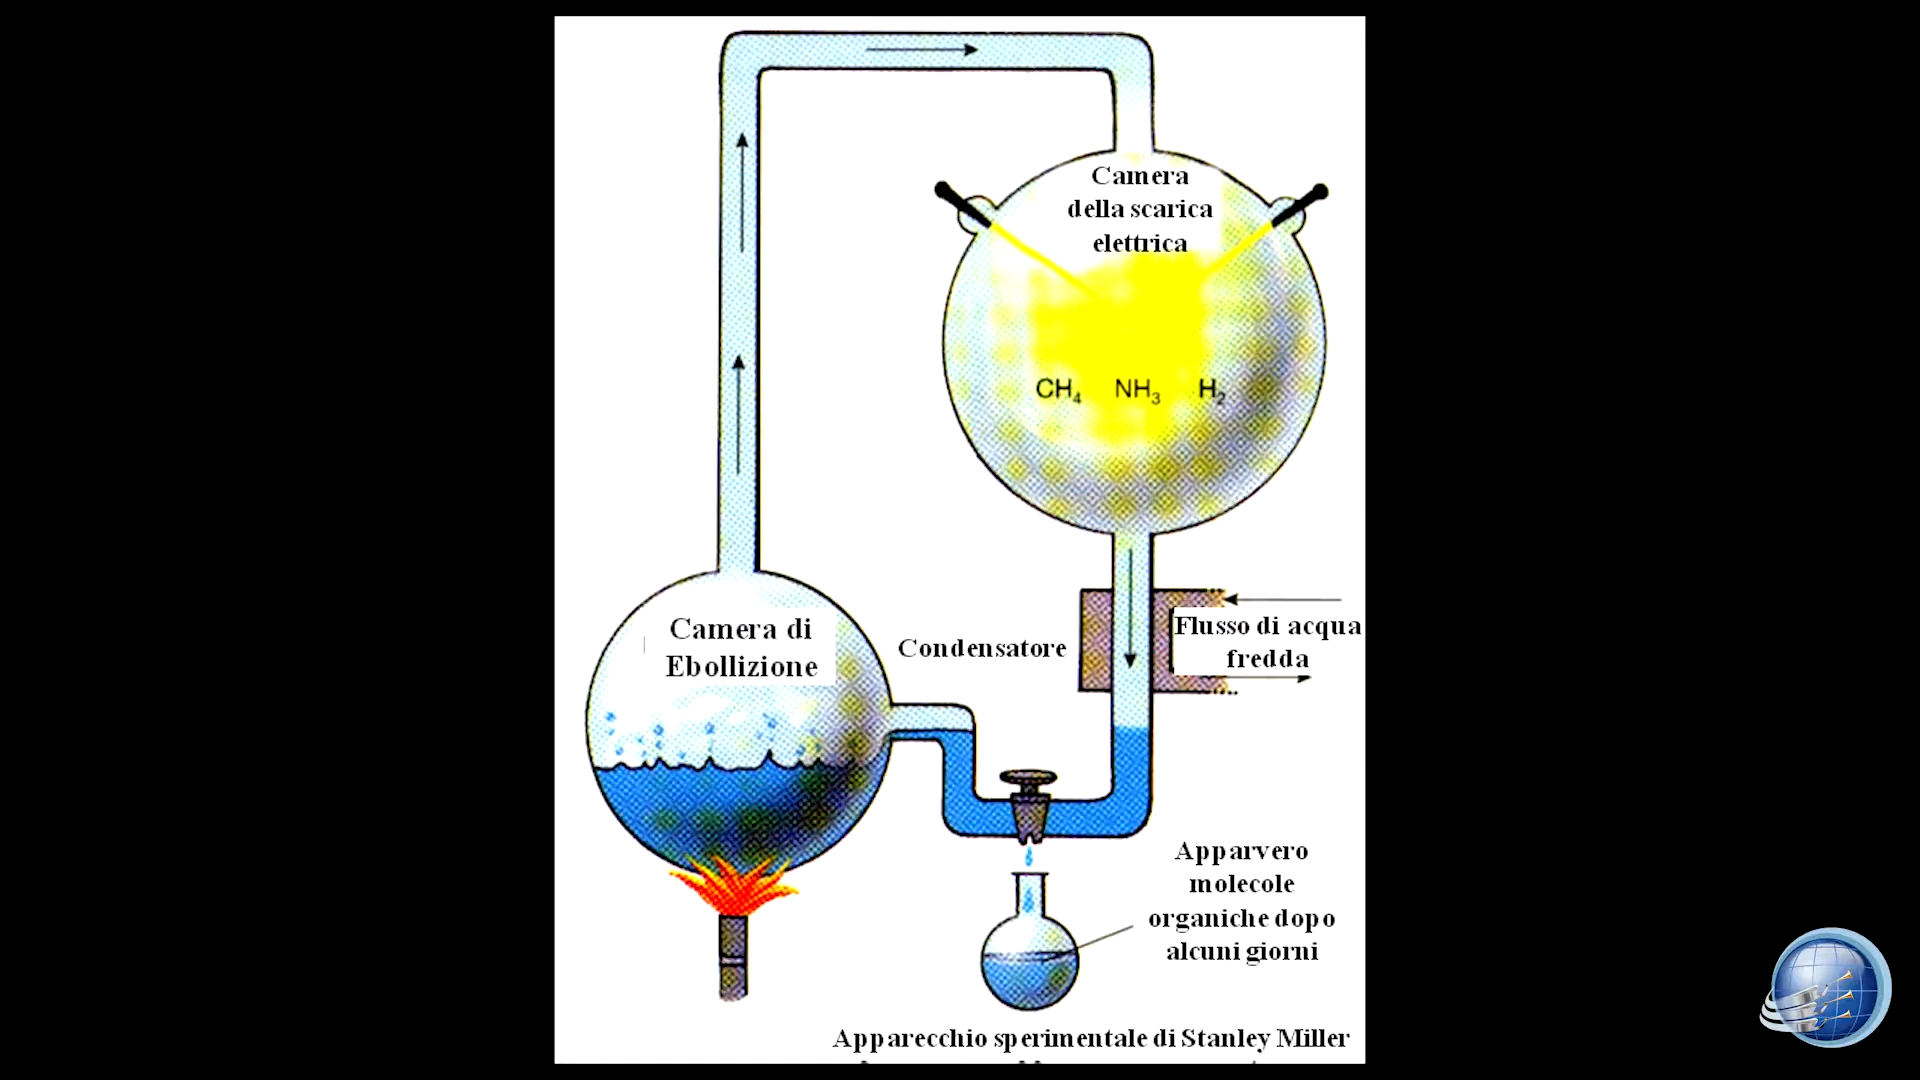 Camera
della scarica
elettrica
CH₄ NH₃ H₂
Camera di
Ebollizione
Condensatore
Flusso di acqua
fredda
Apparvero
molecole
organiche dopo
alcuni giorni
Apparecchio sperimentale di Stanley Miller